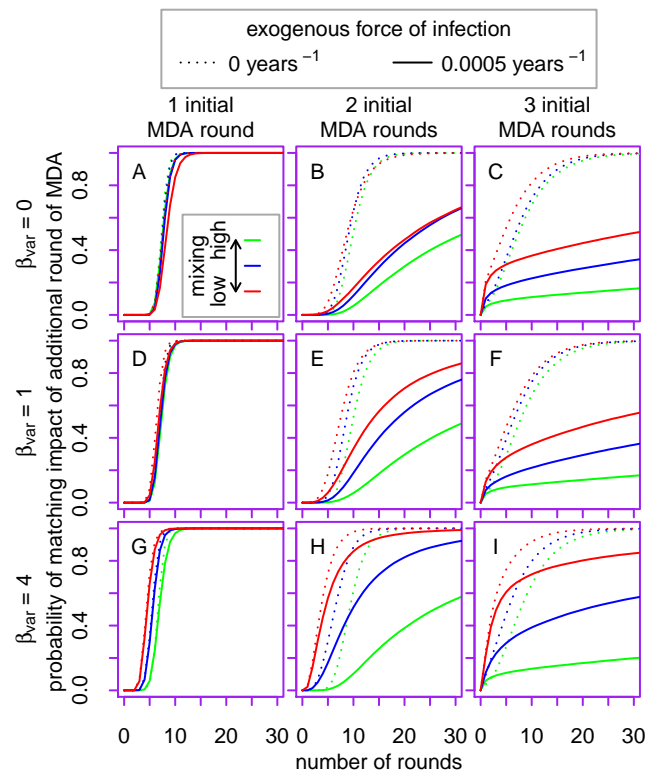 exogenous force of infection
0 years⁻¹ 0.0005 years⁻¹
1 initial MDA round
2 initial MDA rounds
3 initial MDA rounds
probability of matching impact of additional round of MDA
βvar = 0
0.0 0.4 0.8
A
mixing
low high
B
C
βvar = 1
0.0 0.4 0.8
D
E
F
βvar = 4
0.0 0.4 0.8
G
H
I
0 10 20 30 0 10 20 30 0 10 20 30
number of rounds